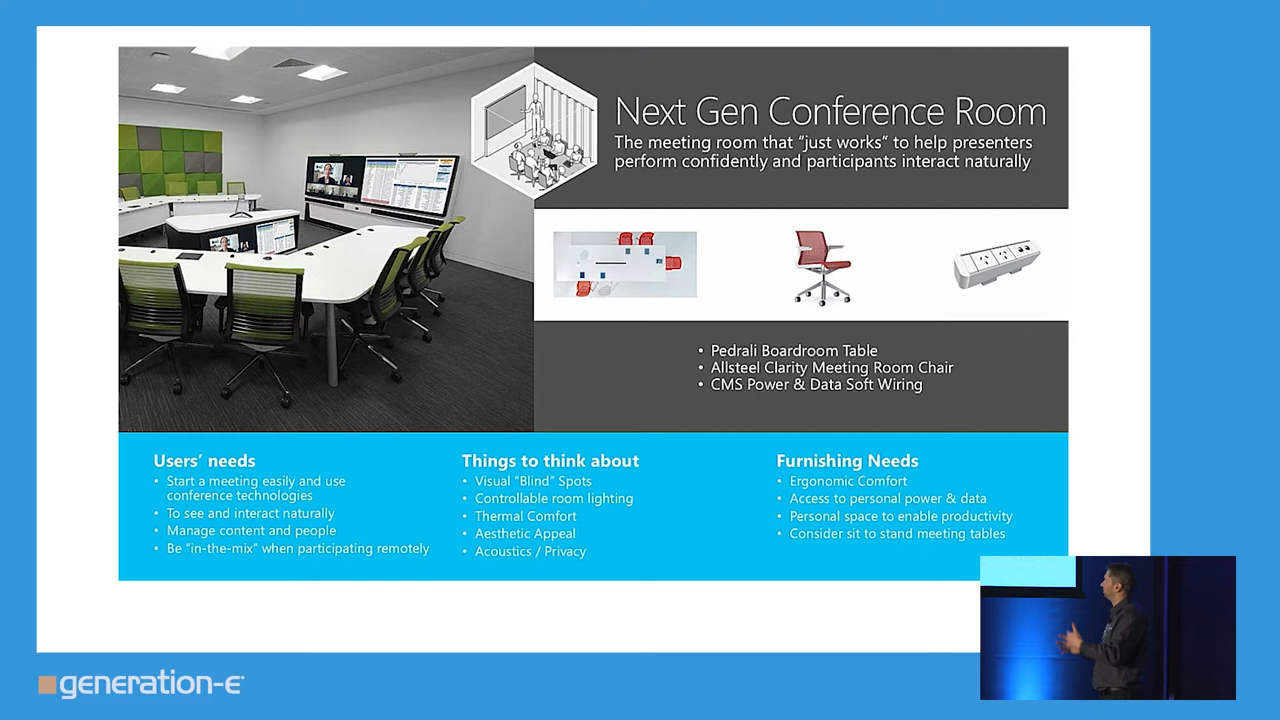 Next Gen Conference Room
The meeting room that “just works” to help presenters
perform confidently and participants interact naturally
• Pedrali Boardroom Table
• Allsteel Clarity Meeting Room Chair
• CMS Power & Data Soft Wiring
Users’ needs
• Start a meeting easily and use
conference technologies
• To see and interact naturally
• Manage content and people
• Be “in-the-mix” when participating remotely
Things to think about
• Visual “Blind” Spots
• Controllable room lighting
• Thermal Comfort
• Aesthetic Appeal
• Acoustics / Privacy
Furnishing Needs
• Ergonomic Comfort
• Access to personal power & data
• Personal space to enable productivity
• Consider sit to stand meeting tables
generation-e